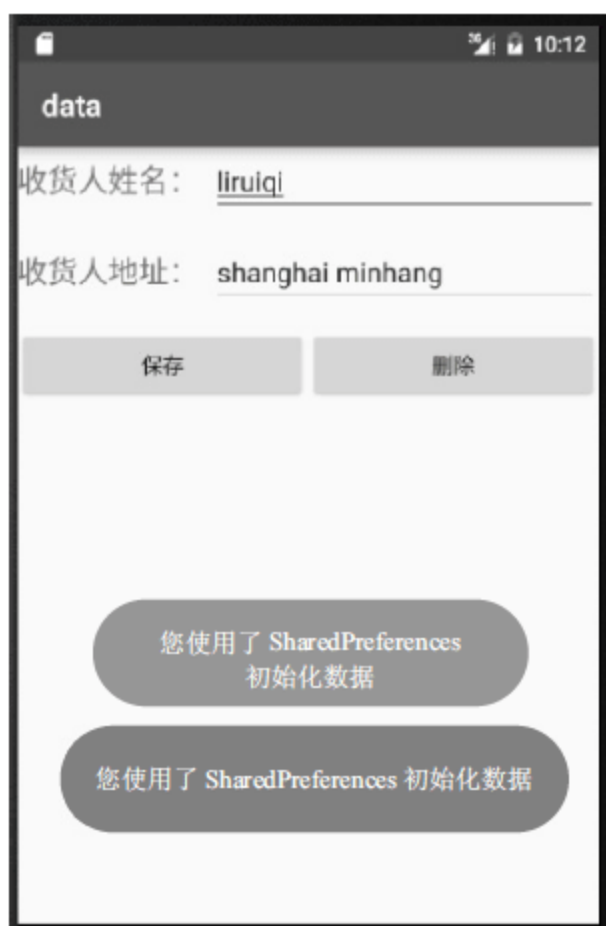 36 10:12
data
收货人姓名： liruiqi
收货人地址： shanghai minhang
保存 删除
您使用了 SharedPreferences
初始化数据
您使用了 SharedPreferences 初始化数据